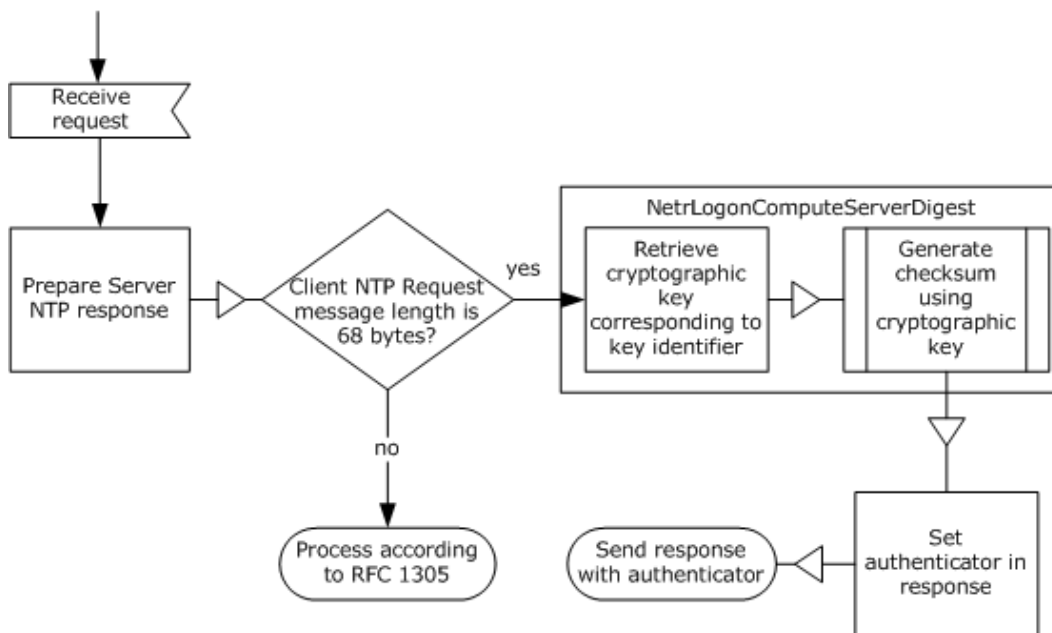 Receive
request
Prepare Server
NTP response
Client NTP Request
message length is
68 bytes?
yes
no
Process according
to RFC 1305
NetrLogonComputeServerDigest
Retrieve
cryptographic
key
corresponding to
key identifier
Generate
checksum
using
cryptographic
key
Set
authenticator in
response
Send response
with authenticator